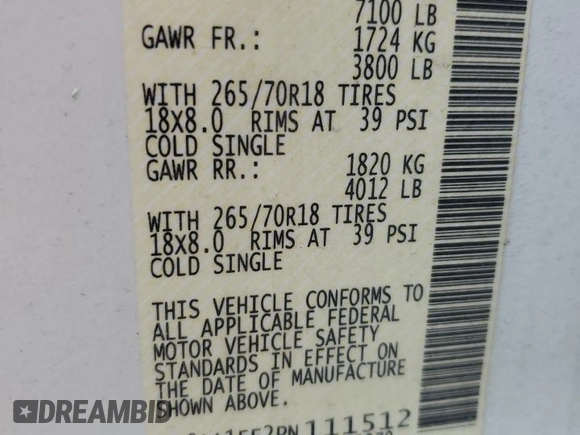 7100 LB
GAWR FR.: 1724 KG
3800 LB
WITH 265/70R18 TIRES
18X8.0 RIMS AT 39 PSI
COLD SINGLE
GAWR RR.: 1820 KG
4012 LB
WITH 265/70R18 TIRES
18X8.0 RIMS AT 39 PSI
COLD SINGLE
THIS VEHICLE CONFORMS TO
ALL APPLICABLE FEDERAL
MOTOR VEHICLE SAFETY
STANDARDS IN EFFECT ON
THE DATE OF MANUFACTURE
SHOWN ABOVE.
111512
DREAMBID